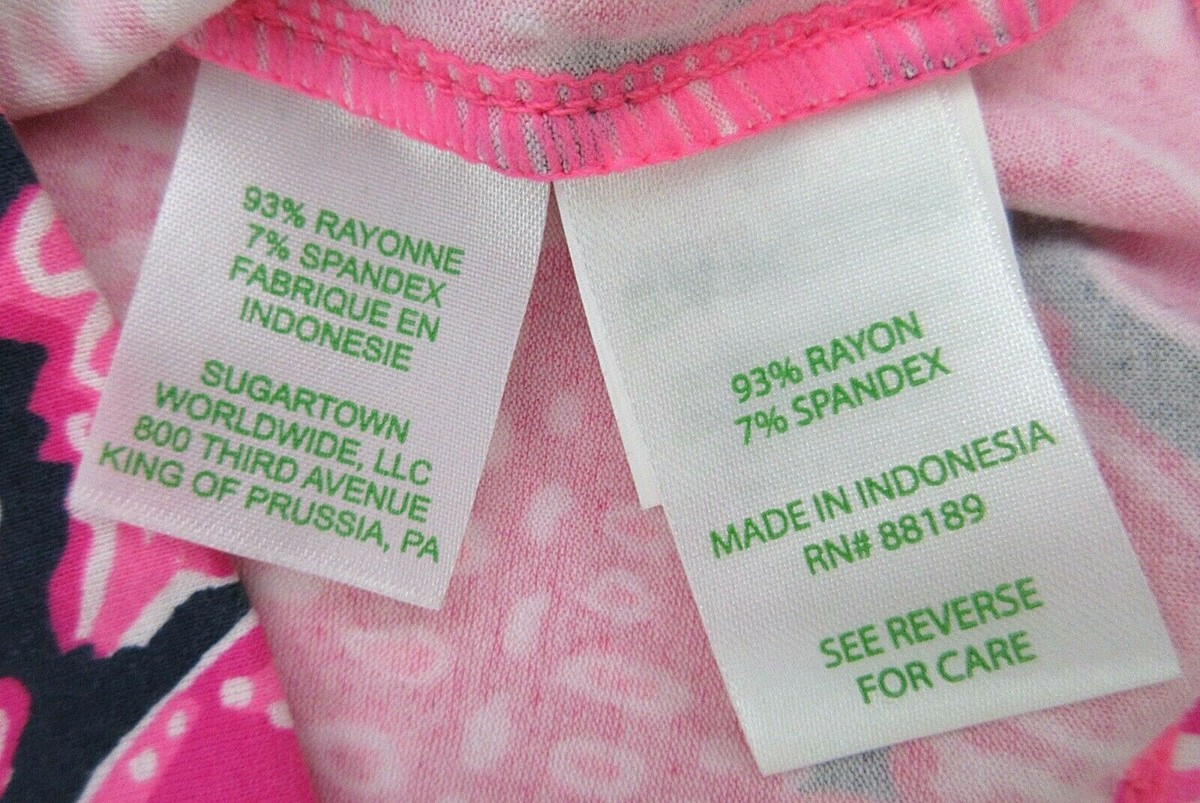 93% RAYONNE
7% SPANDEX
FABRIQUE EN
INDONESIE
SUGARTOWN
WORLDWIDE, LLC
800 THIRD AVENUE
KING OF PRUSSIA, PA
93% RAYON
7% SPANDEX
MADE IN INDONESIA
RN# 88189
SEE REVERSE
FOR CARE